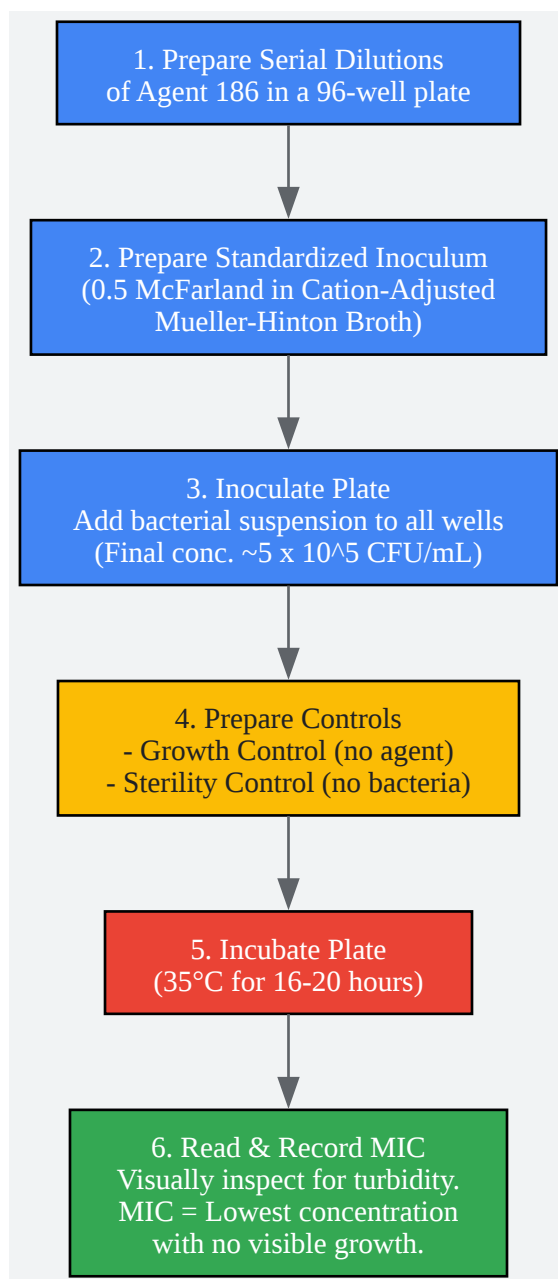 1. Prepare Serial Dilutions
of Agent 186 in a 96-well plate
2. Prepare Standardized Inoculum
(0.5 McFarland in Cation-Adjusted
Mueller-Hinton Broth)
3. Inoculate Plate
Add bacterial suspension to all wells
(Final conc. ~5 x 10^5 CFU/mL)
4. Prepare Controls
- Growth Control (no agent)
- Sterility Control (no bacteria)
5. Incubate Plate
(35°C for 16-20 hours)
6. Read & Record MIC
Visually inspect for turbidity.
MIC = Lowest concentration
with no visible growth.